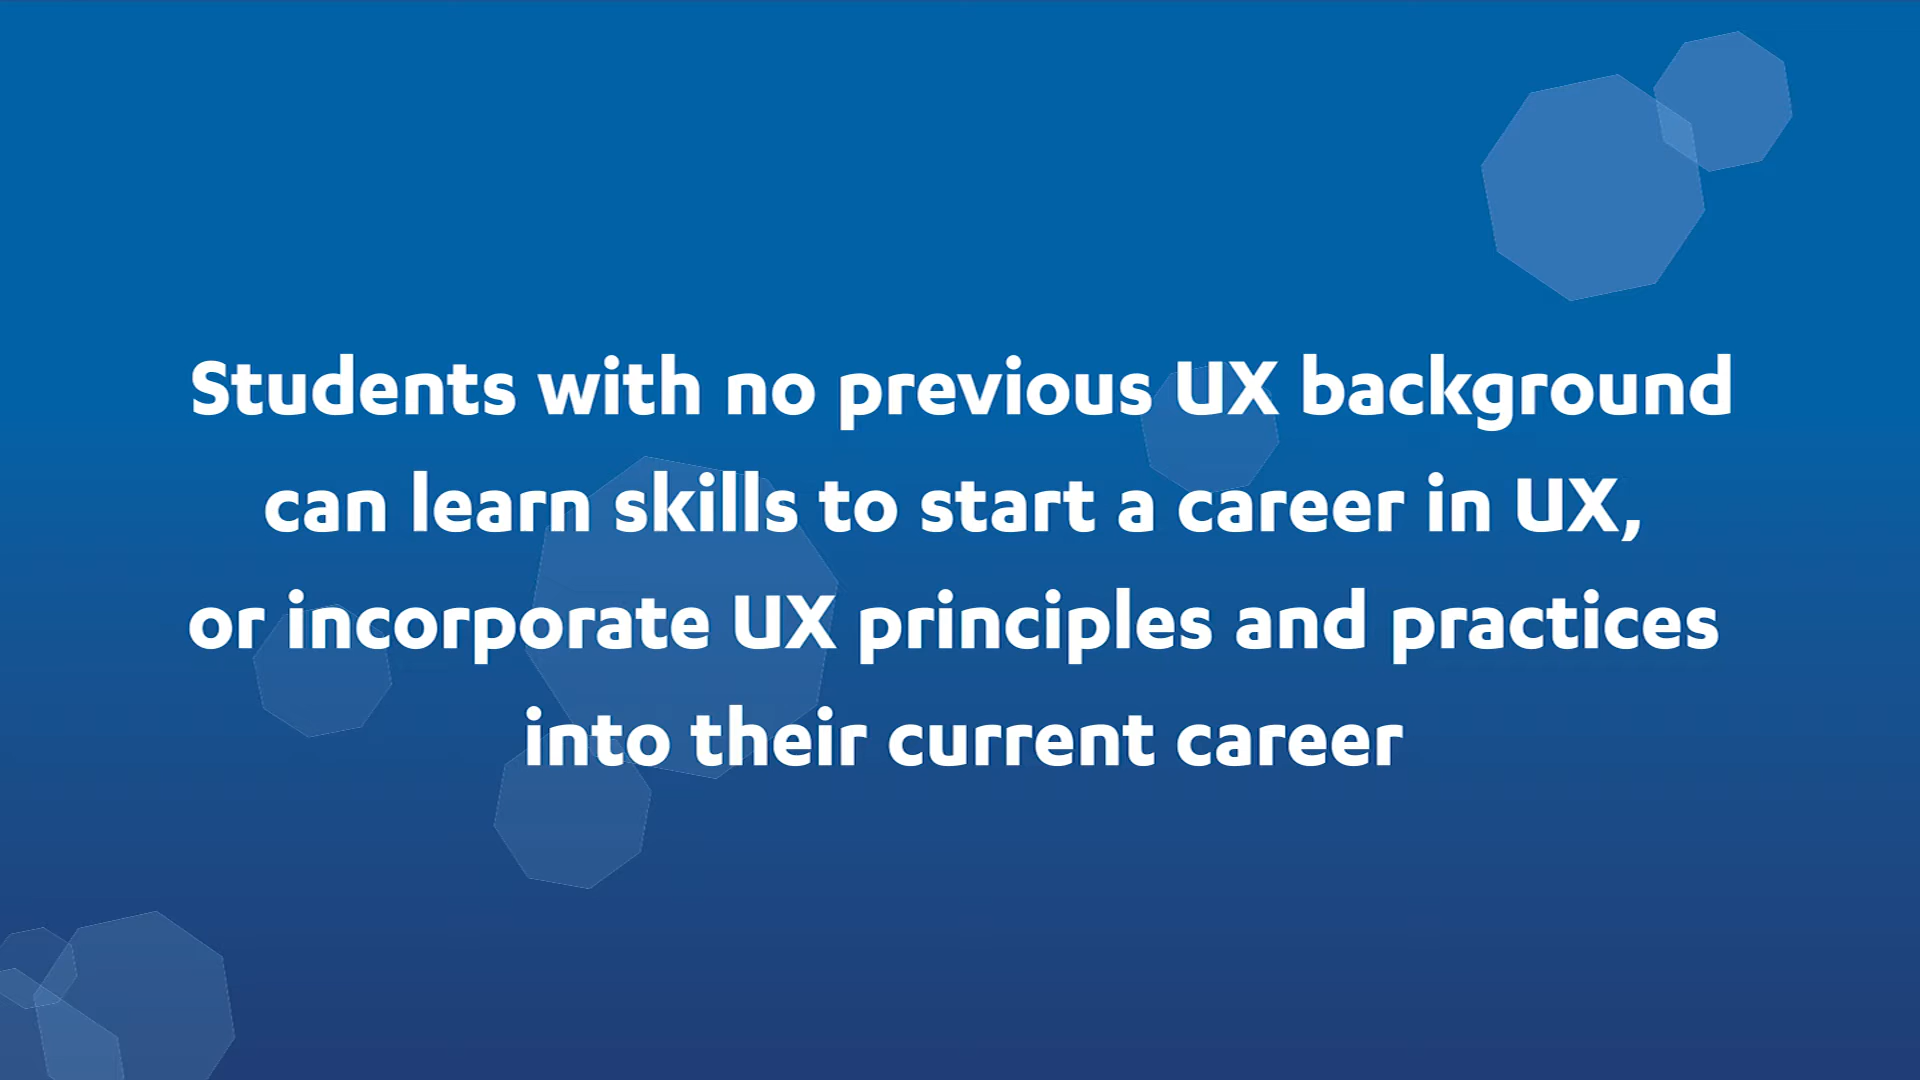 Students with no previous UX background
can learn skills to start a career in UX,
or incorporate UX principles and practices
into their current career